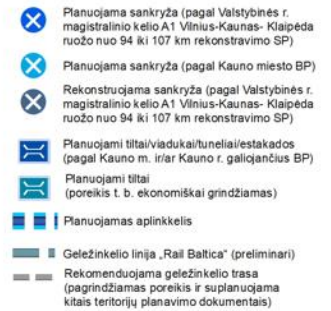 Planuojama sankryža (pagal Valstybinės r.
magistralinio kelio A1 Vilnius-Kaunas- Klaipėda
ruožo nuo 94 iki 107 km rekonstravimo SP)
Planuojama sankryža (pagal Kauno miesto BP)
Rekonstruojama sankryža (pagal Valstybinės r.
magistralinio kelio A1 Vilnius-Kaunas- Klaipėda
ruožo nuo 94 iki 107 km rekonstravimo SP)
Planuojami tiltai/viadukai/tuneliai/estakados
(pagal Kauno m. ir/ar Kauno r. galiojančius BP)
Planuojami tiltai
(poreikis t. b. ekonomiškai grindžiamas)
Planuojamas aplinkkelis
Geležinkelio linija „Rail Baltica“ (preliminari)
Rekomenduojama geležinkelio trasa
(pagrindžiamas poreikis ir suplanuojama
kitais teritorijų planavimo dokumentais)